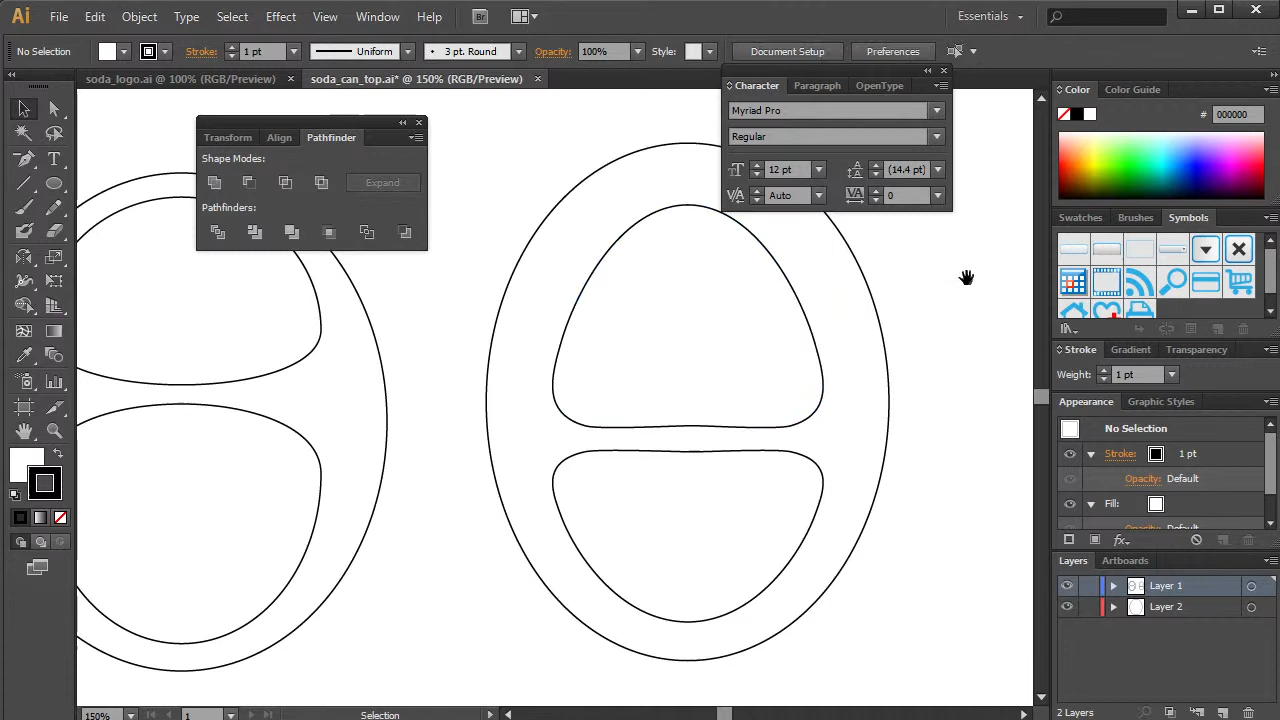 Ai File Edit Object Type Select Effect View Window Help Br Essentials
No Selection Stroke: 1 pt Uniform 3 pt. Round Opacity: 100% Style: Document Setup Preferences
soda_logo.ai @ 100% (RGB/Preview) soda_can_top.ai* @ 150% (RGB/Preview)
Transform Align Pathfinder
Shape Modes:
Expand
Pathfinders:
Character Paragraph OpenType
Myriad Pro
Regular
12 pt (14.4 pt)
Auto 0
Color Color Guide
# 000000
Swatches Brushes Symbols
Stroke Gradient Transparency
Weight: 1 pt
Appearance Graphic Styles
No Selection
Stroke: 1 pt
Opacity: Default
Fill:
Opacity: Default
Layers Artboards
Layer 1
Layer 2
2 Layers
150% 1 Selection